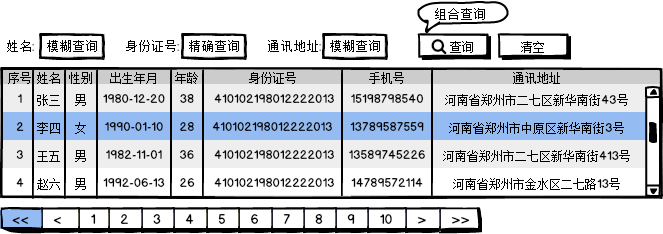 组合查询
姓名: 模糊查询 身份证号: 精确查询 通讯地址: 模糊查询 查询 清空
序号 姓名 性别 出生年月 年龄 身份证号 手机号 通讯地址
1 张三 男 1980-12-20 38 410102198012222013 15198798540 河南省郑州市二七区新华南街43号
2 李四 女 1990-01-10 28 410102198012222013 13789587559 河南省郑州市中原区新华南街3号
3 王五 男 1982-11-01 36 410102198012222013 13589745226 河南省郑州市二七区新华南街413号
4 赵六 男 1992-06-13 26 410102198012222013 14789572114 河南省郑州市金水区二七路13号
<< < 1 2 3 4 5 6 7 8 9 10 > >>